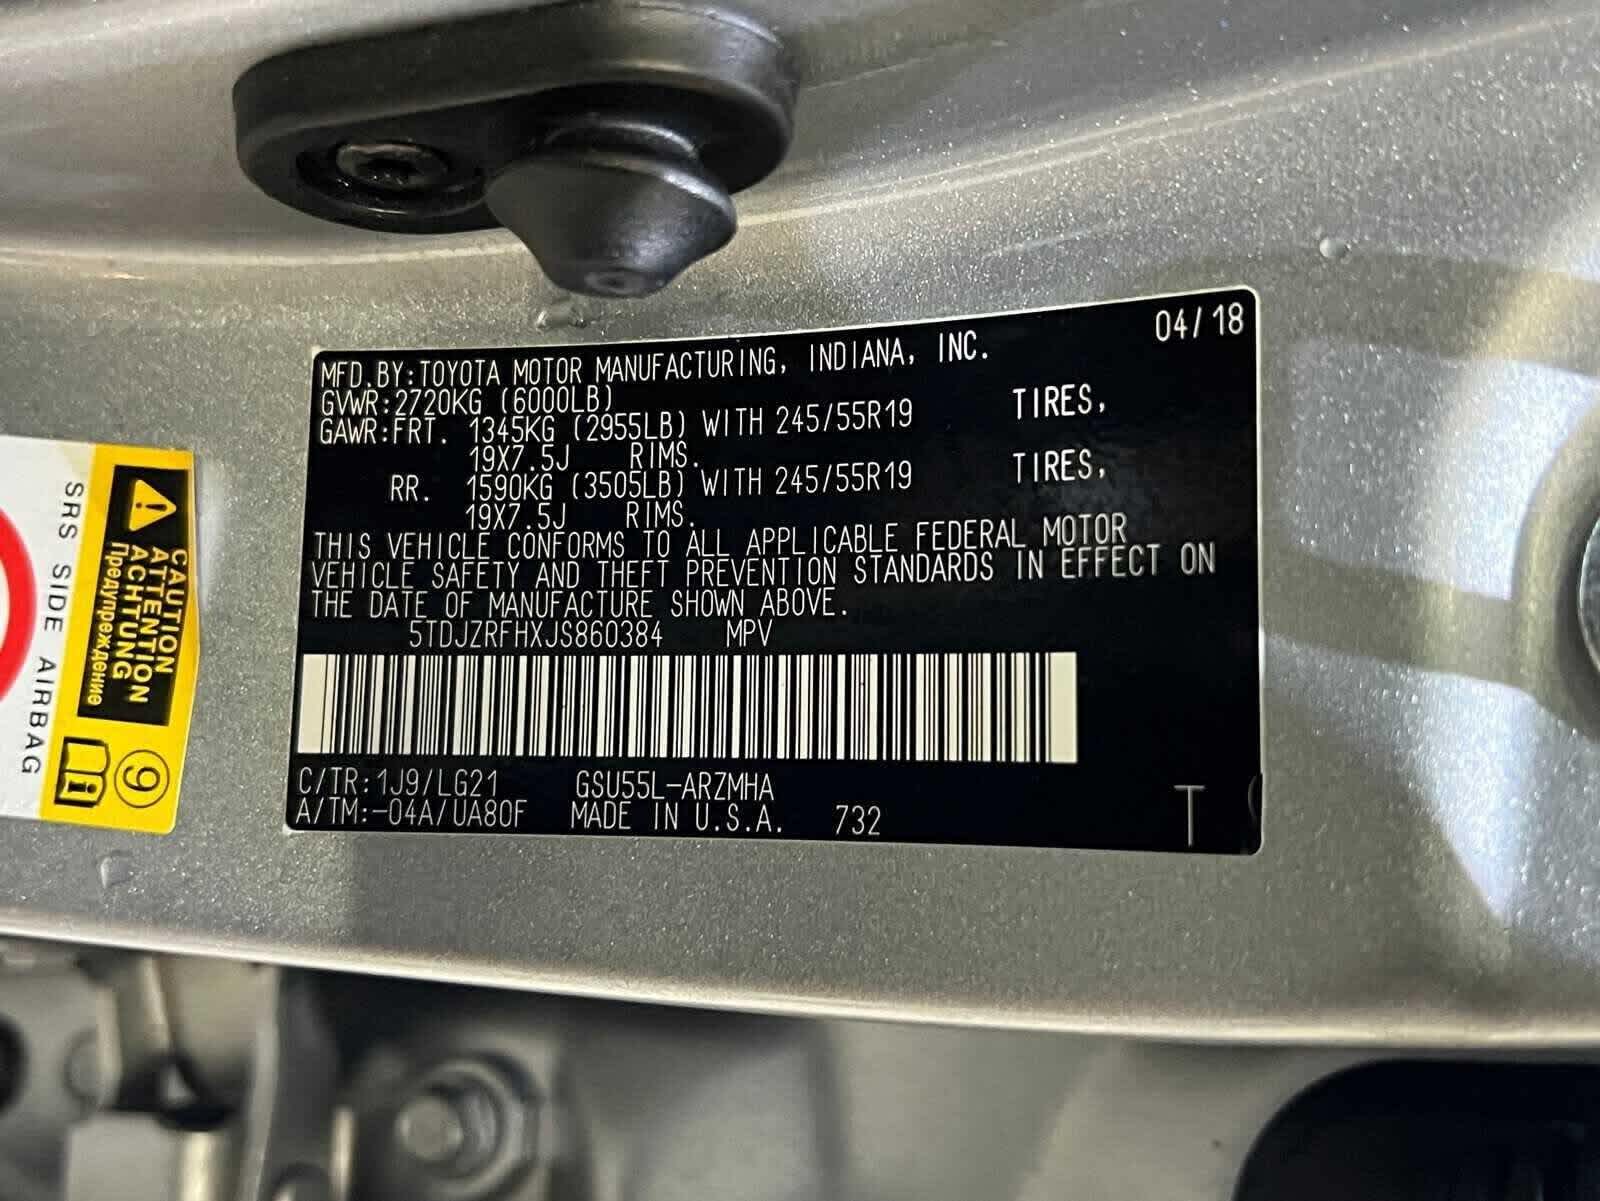 04/18
MFD.BY:TOYOTA MOTOR MANUFACTURING, INDIANA, INC.
GVWR:2720KG (6000LB)
GAWR:FRT. 1345KG (2955LB) WITH 245/55R19 TIRES,
19X7.5J RIMS.
RR. 1590KG (3505LB) WITH 245/55R19 TIRES,
19X7.5J RIMS.
THIS VEHICLE CONFORMS TO ALL APPLICABLE FEDERAL MOTOR
VEHICLE SAFETY AND THEFT PREVENTION STANDARDS IN EFFECT ON
THE DATE OF MANUFACTURE SHOWN ABOVE.
5TDJZRFHXJS860384 MPV
C/TR:1J9/LG21 GSU55L-ARZMHA
A/TM:-04A/UA80F MADE IN U.S.A. 732 T
CAUTION
ATTENTION
ACHTUNG
Предупреждение
SRS SIDE AIRBAG
9
i